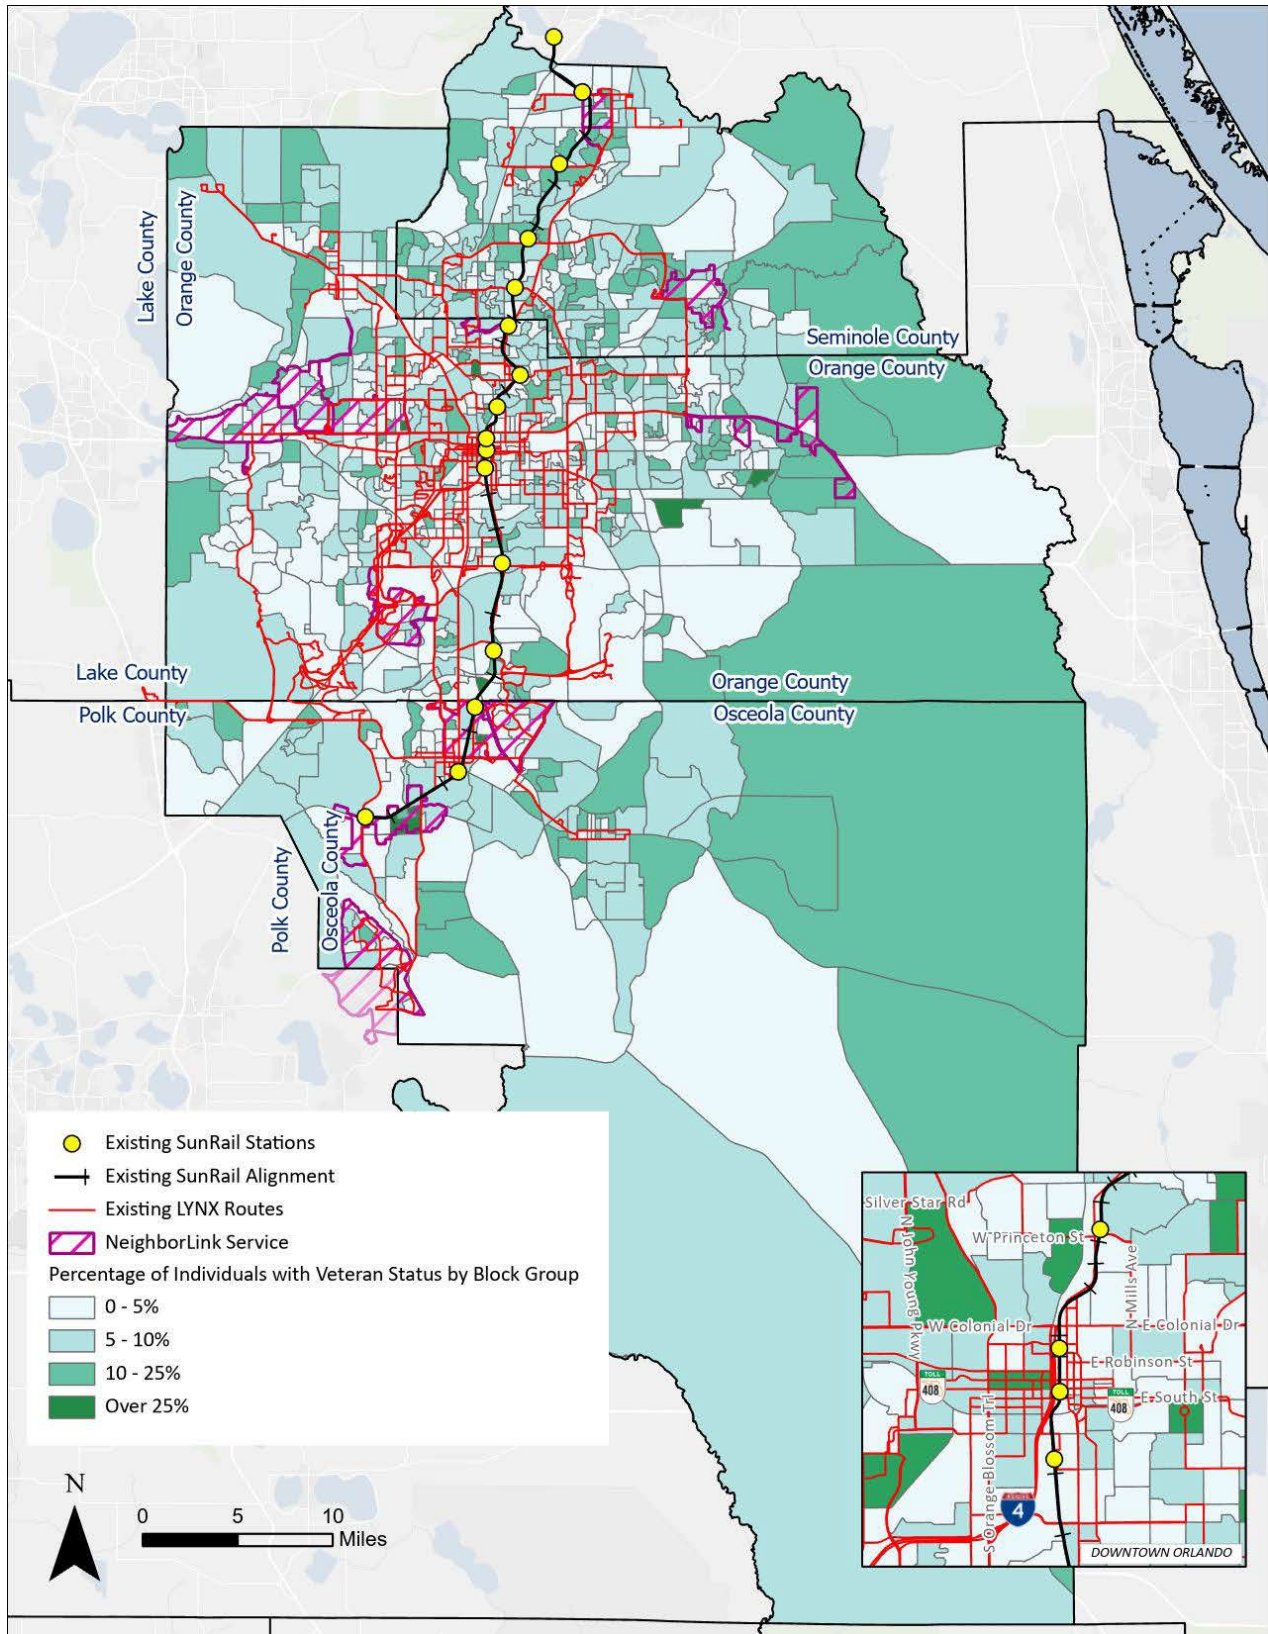 Lake County
Orange County
Seminole County
Orange County
Lake County
Polk County
Orange County
Osceola County
Polk County
Osceola County
Existing SunRail Stations
Existing SunRail Alignment
Existing LYNX Routes
NeighborLink Service
Percentage of Individuals with Veteran Status by Block Group
0 - 5%
5 - 10%
10 - 25%
Over 25%
N
0 5 10
Miles
Silver Star Rd
N John Young Pkwy
W Princeton St
N Mills Ave
W Colonial Dr
E Colonial Dr
E Robinson St
TOLL
408
TOLL
408
E South St
S Orange Blossom Trl
4
DOWNTOWN ORLANDO